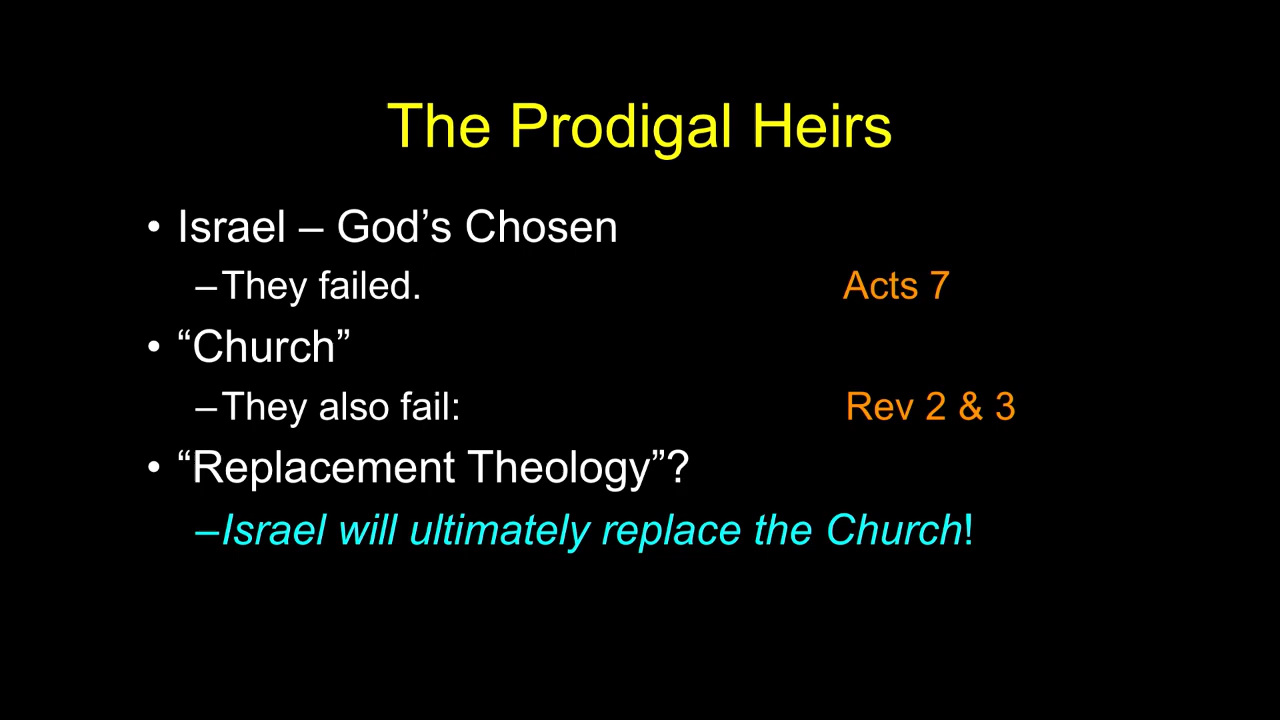 The Prodigal Heirs
• Israel – God’s Chosen
–They failed. Acts 7
• “Church”
–They also fail: Rev 2 & 3
• “Replacement Theology”?
–Israel will ultimately replace the Church!